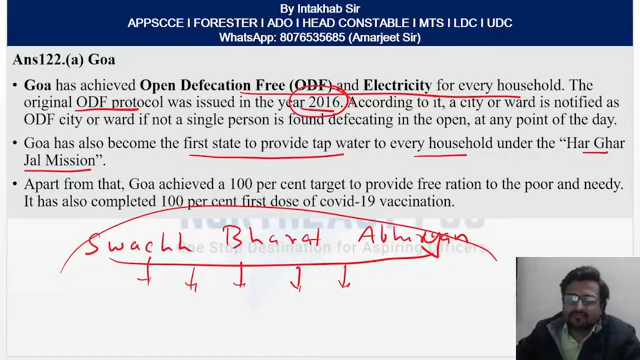 By Intakhab Sir
APPSCCE | FORESTER | ADO | HEAD CONSTABLE | MTS | LDC | UDC
WhatsApp: 8076535685 (Amarjeet Sir)
Ans122.(a) Goa
• Goa has achieved Open Defecation Free (ODF) and Electricity for every household. The
original ODF protocol was issued in the year 2016. According to it, a city or ward is notified as
ODF city or ward if not a single person is found defecating in the open, at any point of the day.
• Goa has also become the first state to provide tap water to every household under the “Har Ghar
Jal Mission”.
• Apart from that, Goa achieved a 100 per cent target to provide free ration to the poor and needy.
It has also completed 100 per cent first dose of covid-19 vaccination.
Swachh Bharat Abhiyan
One Stop Destination for Aspiring Officers